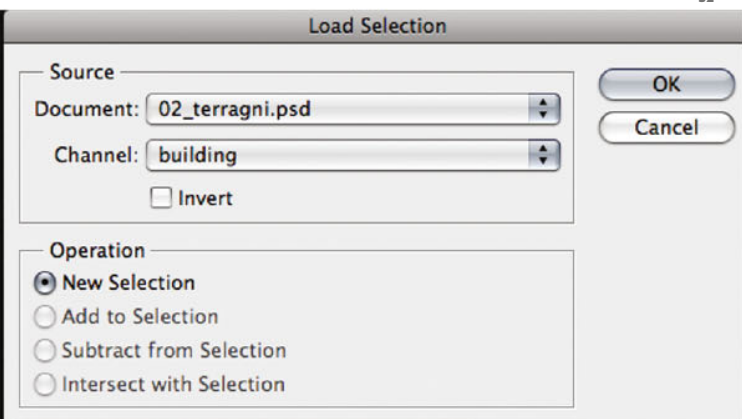 Load Selection
Source
Document: 02_terragni.psd
Channel: building
Invert
OK
Cancel
Operation
New Selection
Add to Selection
Subtract from Selection
Intersect with Selection